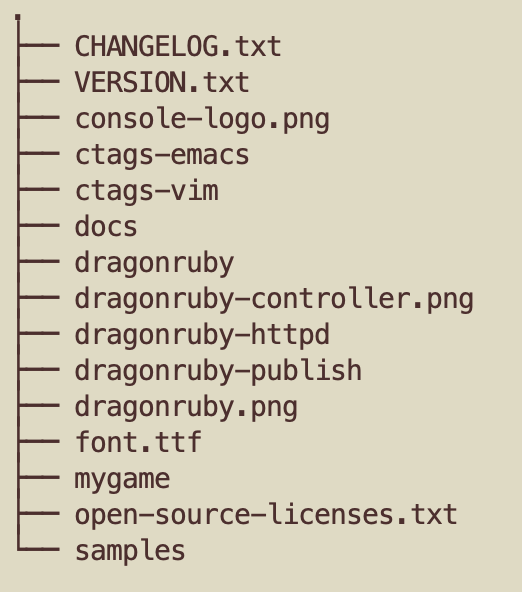 .
├── CHANGELOG.txt
├── VERSION.txt
├── console-logo.png
├── ctags-emacs
├── ctags-vim
├── docs
├── dragonruby
├── dragonruby-controller.png
├── dragonruby-httpd
├── dragonruby-publish
├── dragonruby.png
├── font.ttf
├── mygame
├── open-source-licenses.txt
└── samples